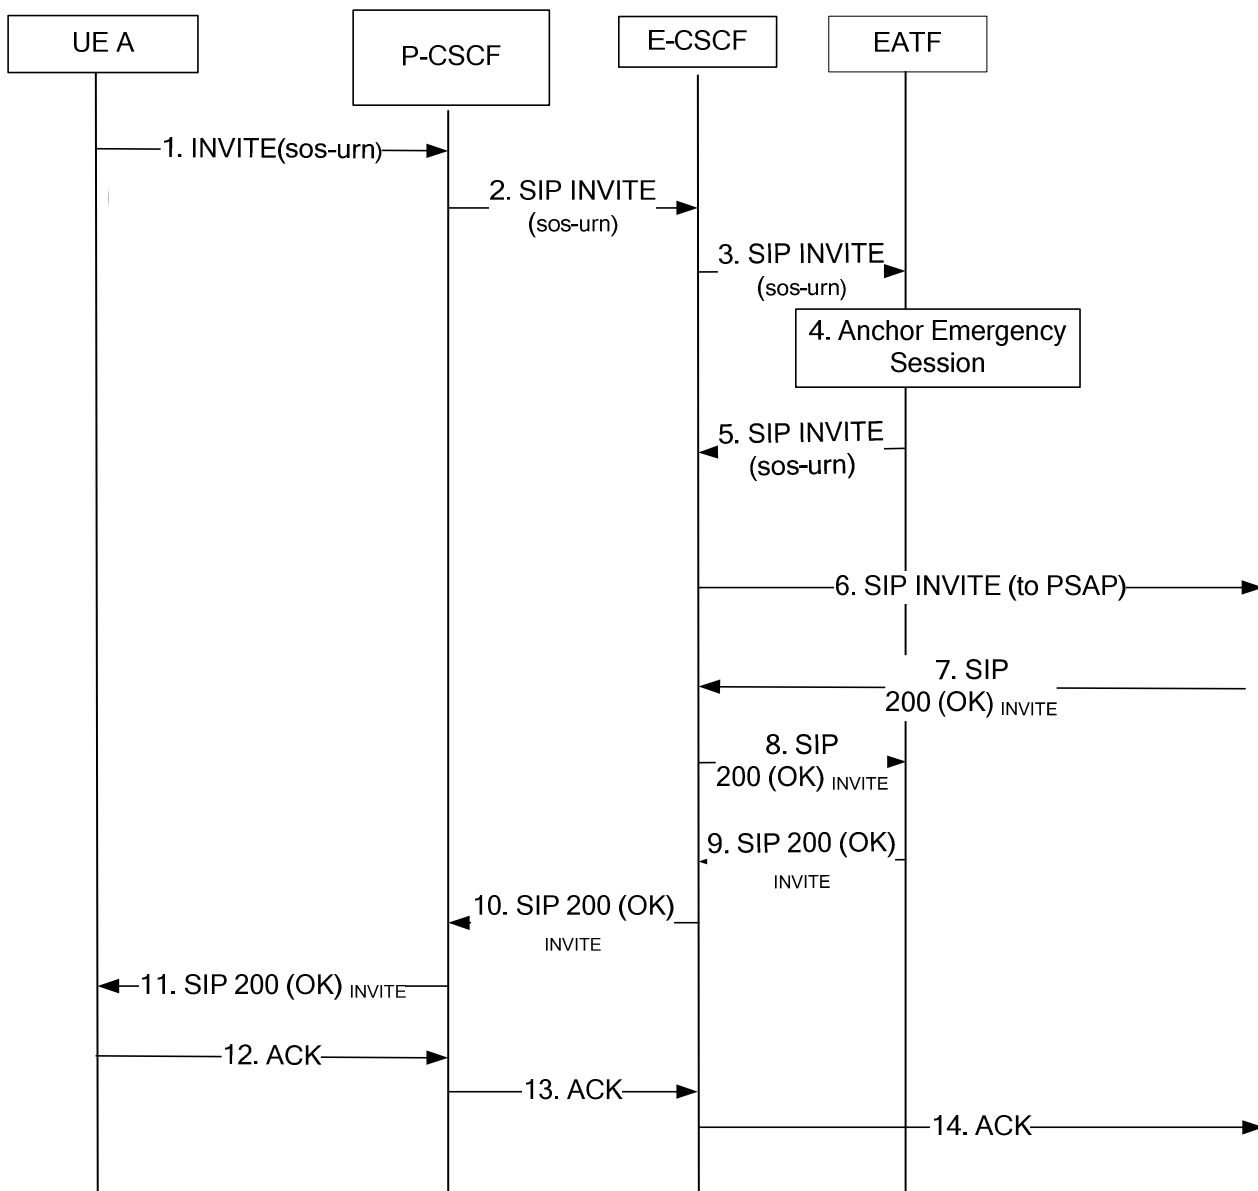 UE A
P-CSCF
E-CSCF
EATF
1. INVITE(sos-urn)
2. SIP INVITE
(sos-urn)
3. SIP INVITE
(sos-urn)
4. Anchor Emergency
Session
5. SIP INVITE
(sos-urn)
6. SIP INVITE (to PSAP)
7. SIP
200 (OK) INVITE
8. SIP
200 (OK) INVITE
9. SIP 200 (OK)
INVITE
10. SIP 200 (OK)
INVITE
11. SIP 200 (OK) INVITE
12. ACK
13. ACK
14. ACK